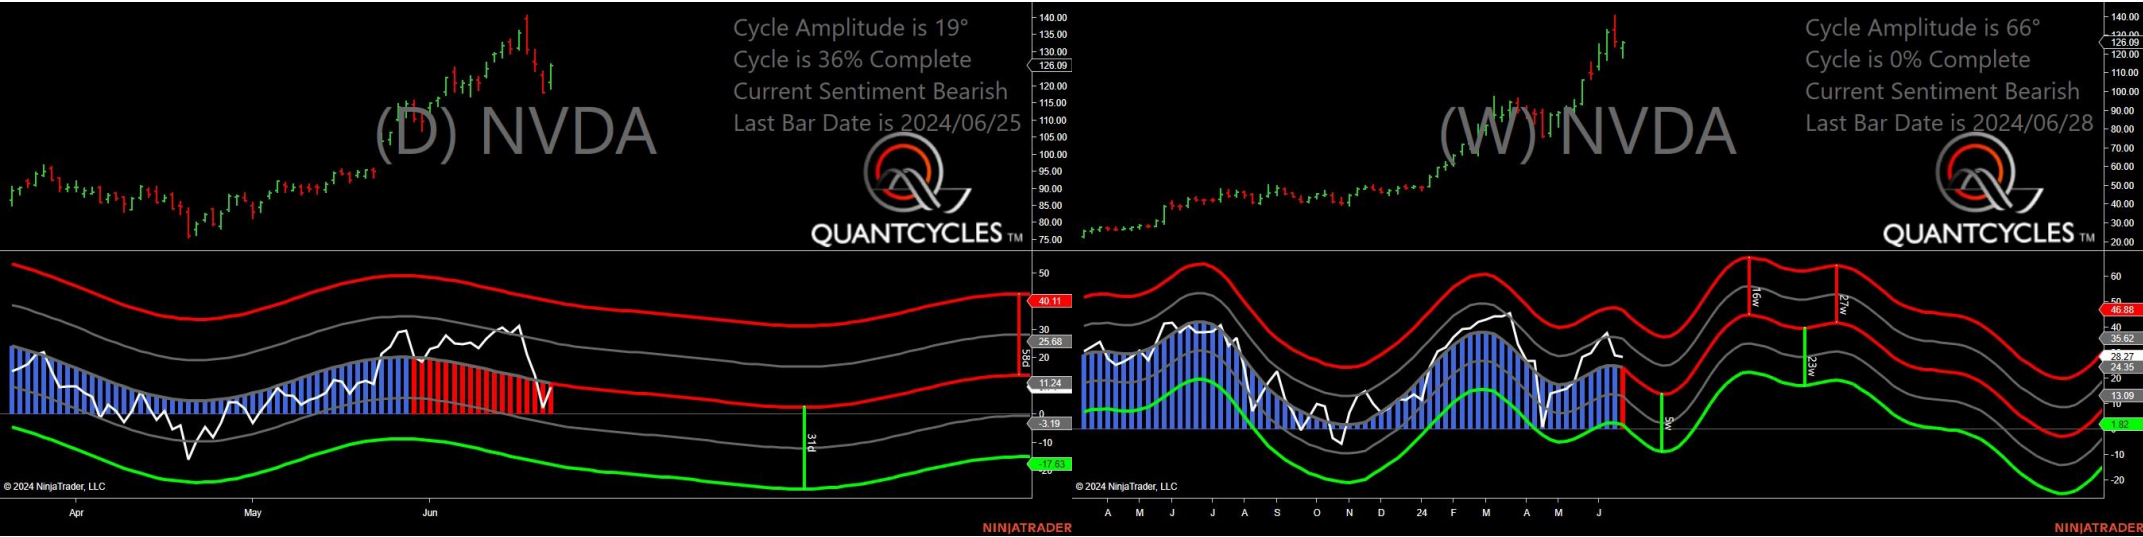 Cycle Amplitude is 19°
Cycle is 36% Complete
Current Sentiment Bearish
Last Bar Date is 2024/06/25
(D) NVDA
QUANTCYCLES TM
140.00
135.00
130.00
126.09
120.00
115.00
110.00
105.00
100.00
95.00
90.00
85.00
80.00
75.00
50
40.11
30
25.68
20
11.24
0
-3.19
-10
-17.63
58d
31d
© 2024 NinjaTrader, LLC
Apr May Jun
NINJATRADER
Cycle Amplitude is 66°
Cycle is 0% Complete
Current Sentiment Bearish
Last Bar Date is 2024/06/28
(W) NVDA
QUANTCYCLES TM
140.00
130.00
126.09
120.00
110.00
100.00
90.00
80.00
70.00
60.00
50.00
40.00
30.00
20.00
60
46.88
40
35.62
28.27
24.35
20
13.09
10
1.82
-10
-20
16w
27w
23w
5w
© 2024 NinjaTrader, LLC
A M J J A S O N D 24 F M A M J
NINJATRADER